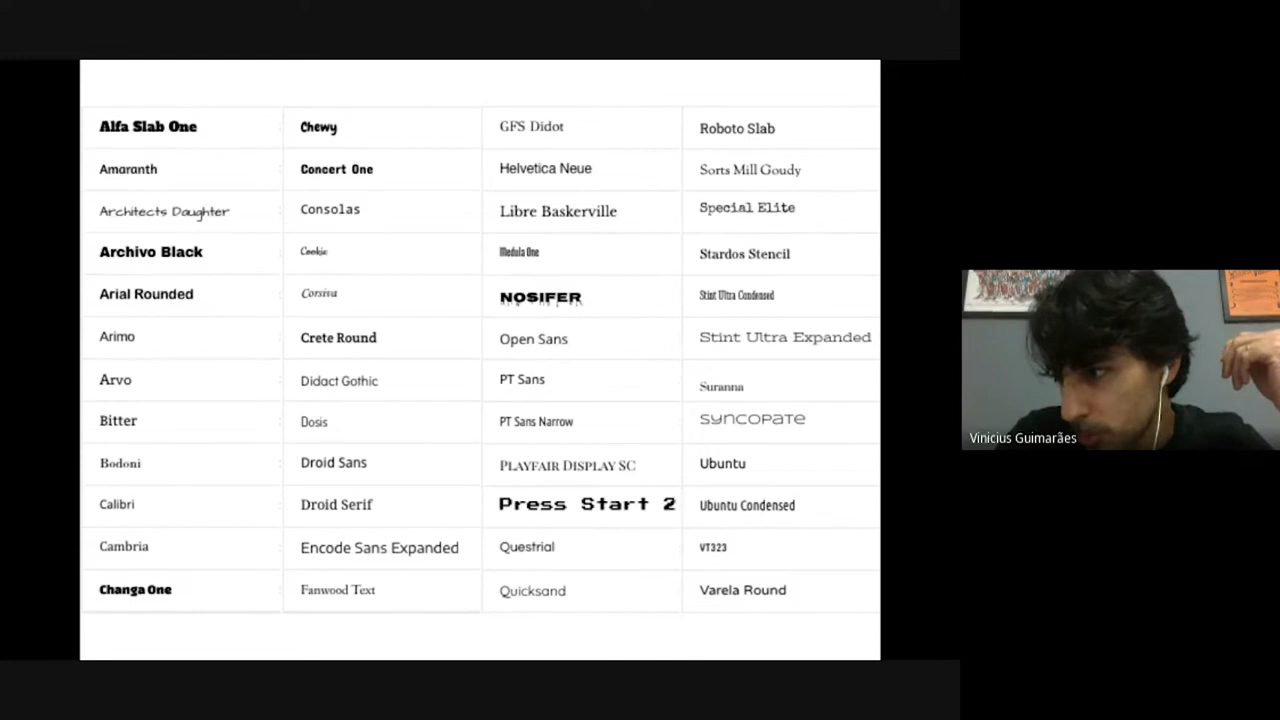 Alfa Slab One
Amaranth
Architects Daughter
Archivo Black
Arial Rounded
Arimo
Arvo
Bitter
Bodoni
Calibri
Cambria
Changa One
Chewy
Concert One
Consolas
Cookie
Corsiva
Crete Round
Didact Gothic
Dosis
Droid Sans
Droid Serif
Encode Sans Expanded
Fanwood Text
GFS Didot
Helvetica Neue
Libre Baskerville
Medula One
NOSIFER
Open Sans
PT Sans
PT Sans Narrow
Playfair Display SC
Press Start 2
Questrial
Quicksand
Roboto Slab
Sorts Mill Goudy
Special Elite
Stardos Stencil
Stint Ultra Condensed
Stint Ultra Expanded
Suranna
Syncopate
Ubuntu
Ubuntu Condensed
VT323
Varela Round
Vinicius Guimarães